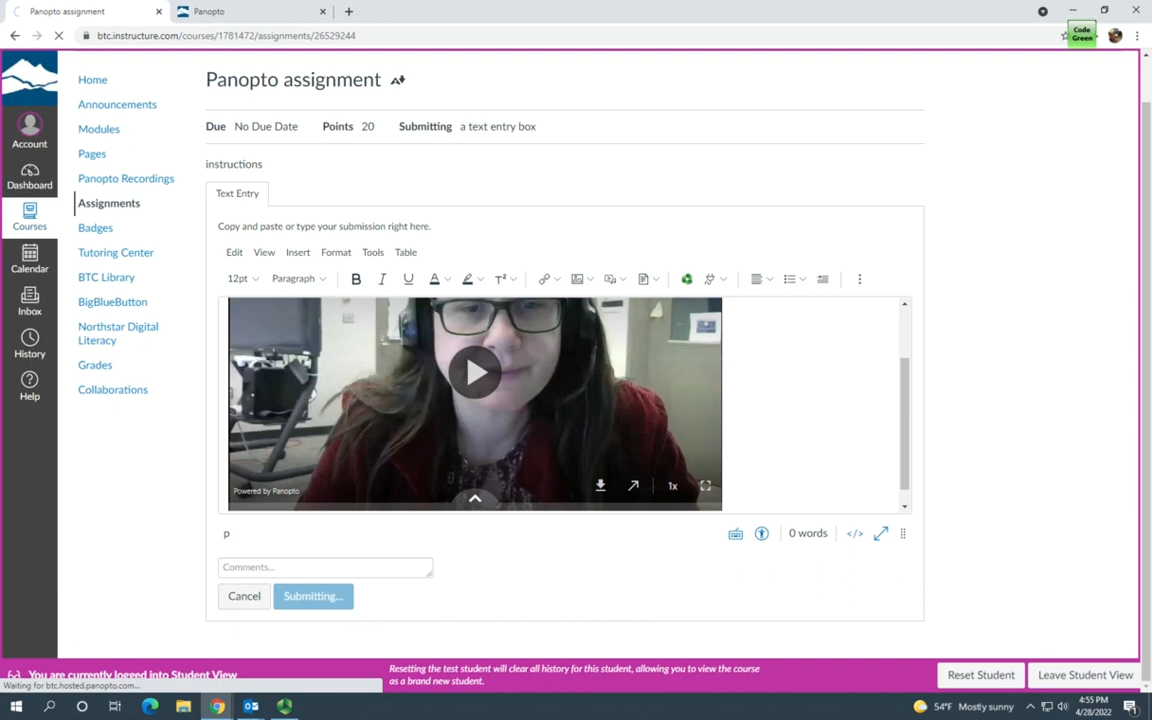 Panopto assignment
Panopto
btc.instructure.com/courses/1781472/assignments/26529244
Code
Green
Account
Dashboard
Courses
Calendar
Inbox
History
Help
Home
Announcements
Modules
Pages
Panopto Recordings
Assignments
Badges
Tutoring Center
BTC Library
BigBlueButton
Northstar Digital
Literacy
Grades
Collaborations
Panopto assignment
Due No Due Date Points 20 Submitting a text entry box
instructions
Text Entry
Copy and paste or type your submission right here.
Edit View Insert Format Tools Table
12pt Paragraph B I U A T²
Powered by Panopto
1x
p
0 words </>
Comments...
Cancel Submitting...
You are currently logged into Student View
Resetting the test student will clear all history for this student, allowing you to view the course
as a brand new student.
Reset Student Leave Student View
Waiting for btc.hosted.panopto.com...
54°F Mostly sunny
4:55 PM
4/28/2022